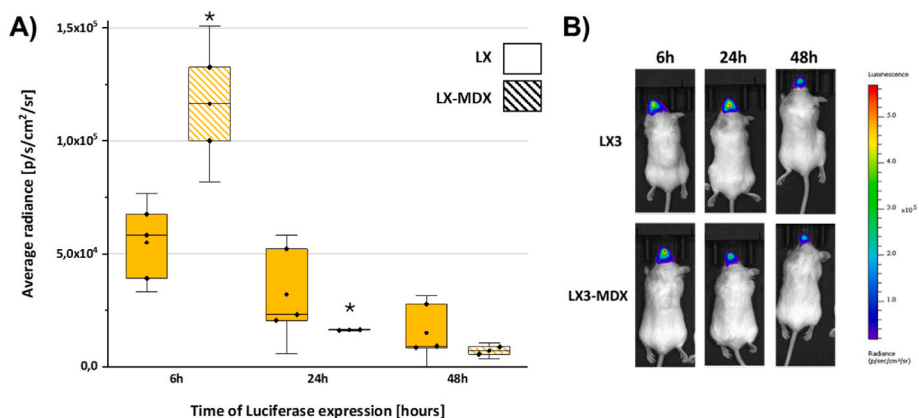 A)
Average radiance [p/s/cm²/sr]
1,5x10⁵
1,0x10⁵
5,0x10⁴
0,0
*
*
LX
LX-MDX
6h
24h
48h
Time of Luciferase expression [hours]
B)
6h
24h
48h
LX3
LX3-MDX
Luminescence
5.0
4.0
3.0
x10⁵
2.0
1.0
Radiance
(p/sec/cm²/sr)